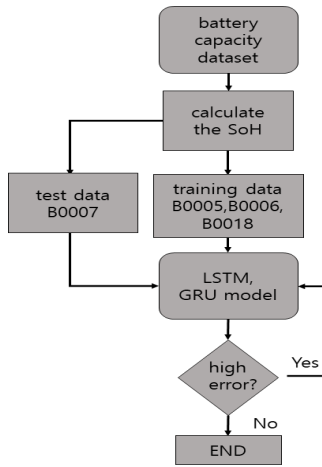 battery
capacity
dataset
calculate
the SoH
test data
B0007
training data
B0005,B0006,
B0018
LSTM,
GRU model
high
error?
Yes
No
END